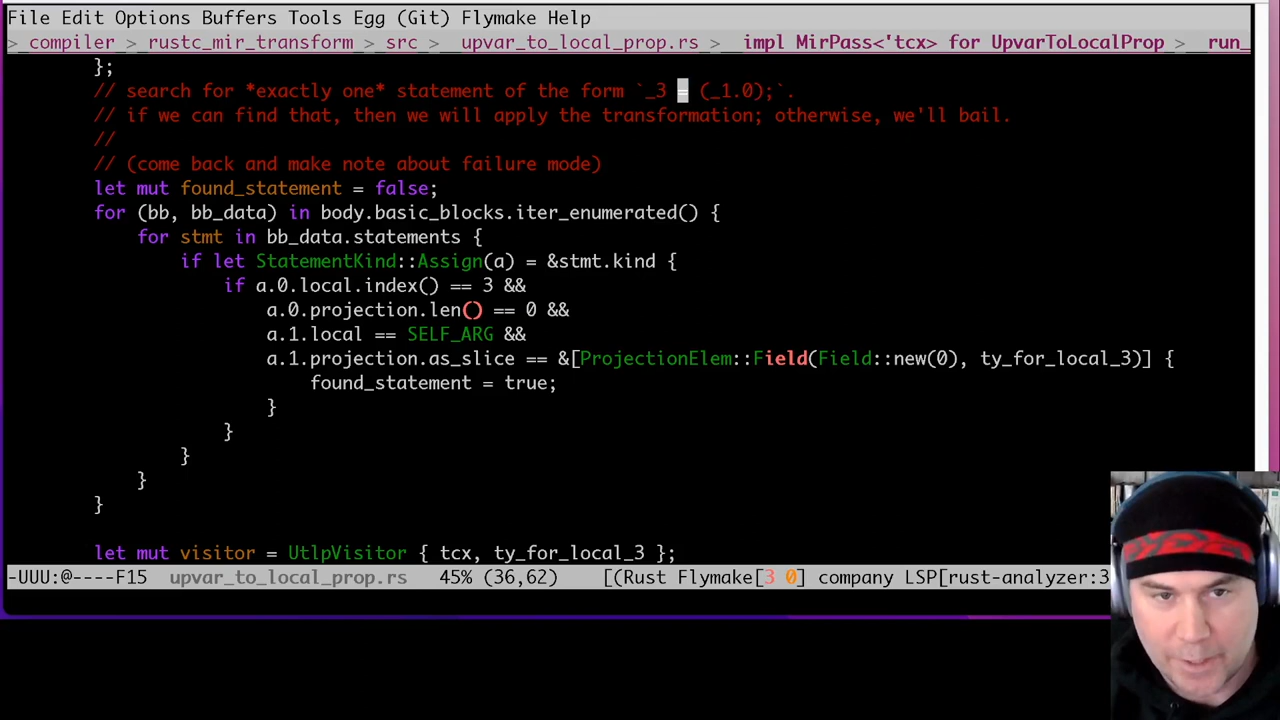 File Edit Options Buffers Tools Egg (Git) Flymake Help
> compiler > rustc_mir_transform > src > upvar_to_local_prop.rs > impl MirPass<'tcx> for UpvarToLocalProp > run_
};
// search for *exactly one* statement of the form `_3 = (_1.0);`.
// if we can find that, then we will apply the transformation; otherwise, we'll bail.
//
// (come back and make note about failure mode)
let mut found_statement = false;
for (bb, bb_data) in body.basic_blocks.iter_enumerated() {
for stmt in bb_data.statements {
if let StatementKind::Assign(a) = &stmt.kind {
if a.0.local.index() == 3 &&
a.0.projection.len() == 0 &&
a.1.local == SELF_ARG &&
a.1.projection.as_slice == &[ProjectionElem::Field(Field::new(0), ty_for_local_3)] {
found_statement = true;
}
}
}
}
}
let mut visitor = UtlpVisitor { tcx, ty_for_local_3 };
-UUU:@----F15 upvar_to_local_prop.rs 45% (36,62) [(Rust Flymake[3 0] company LSP[rust-analyzer:3